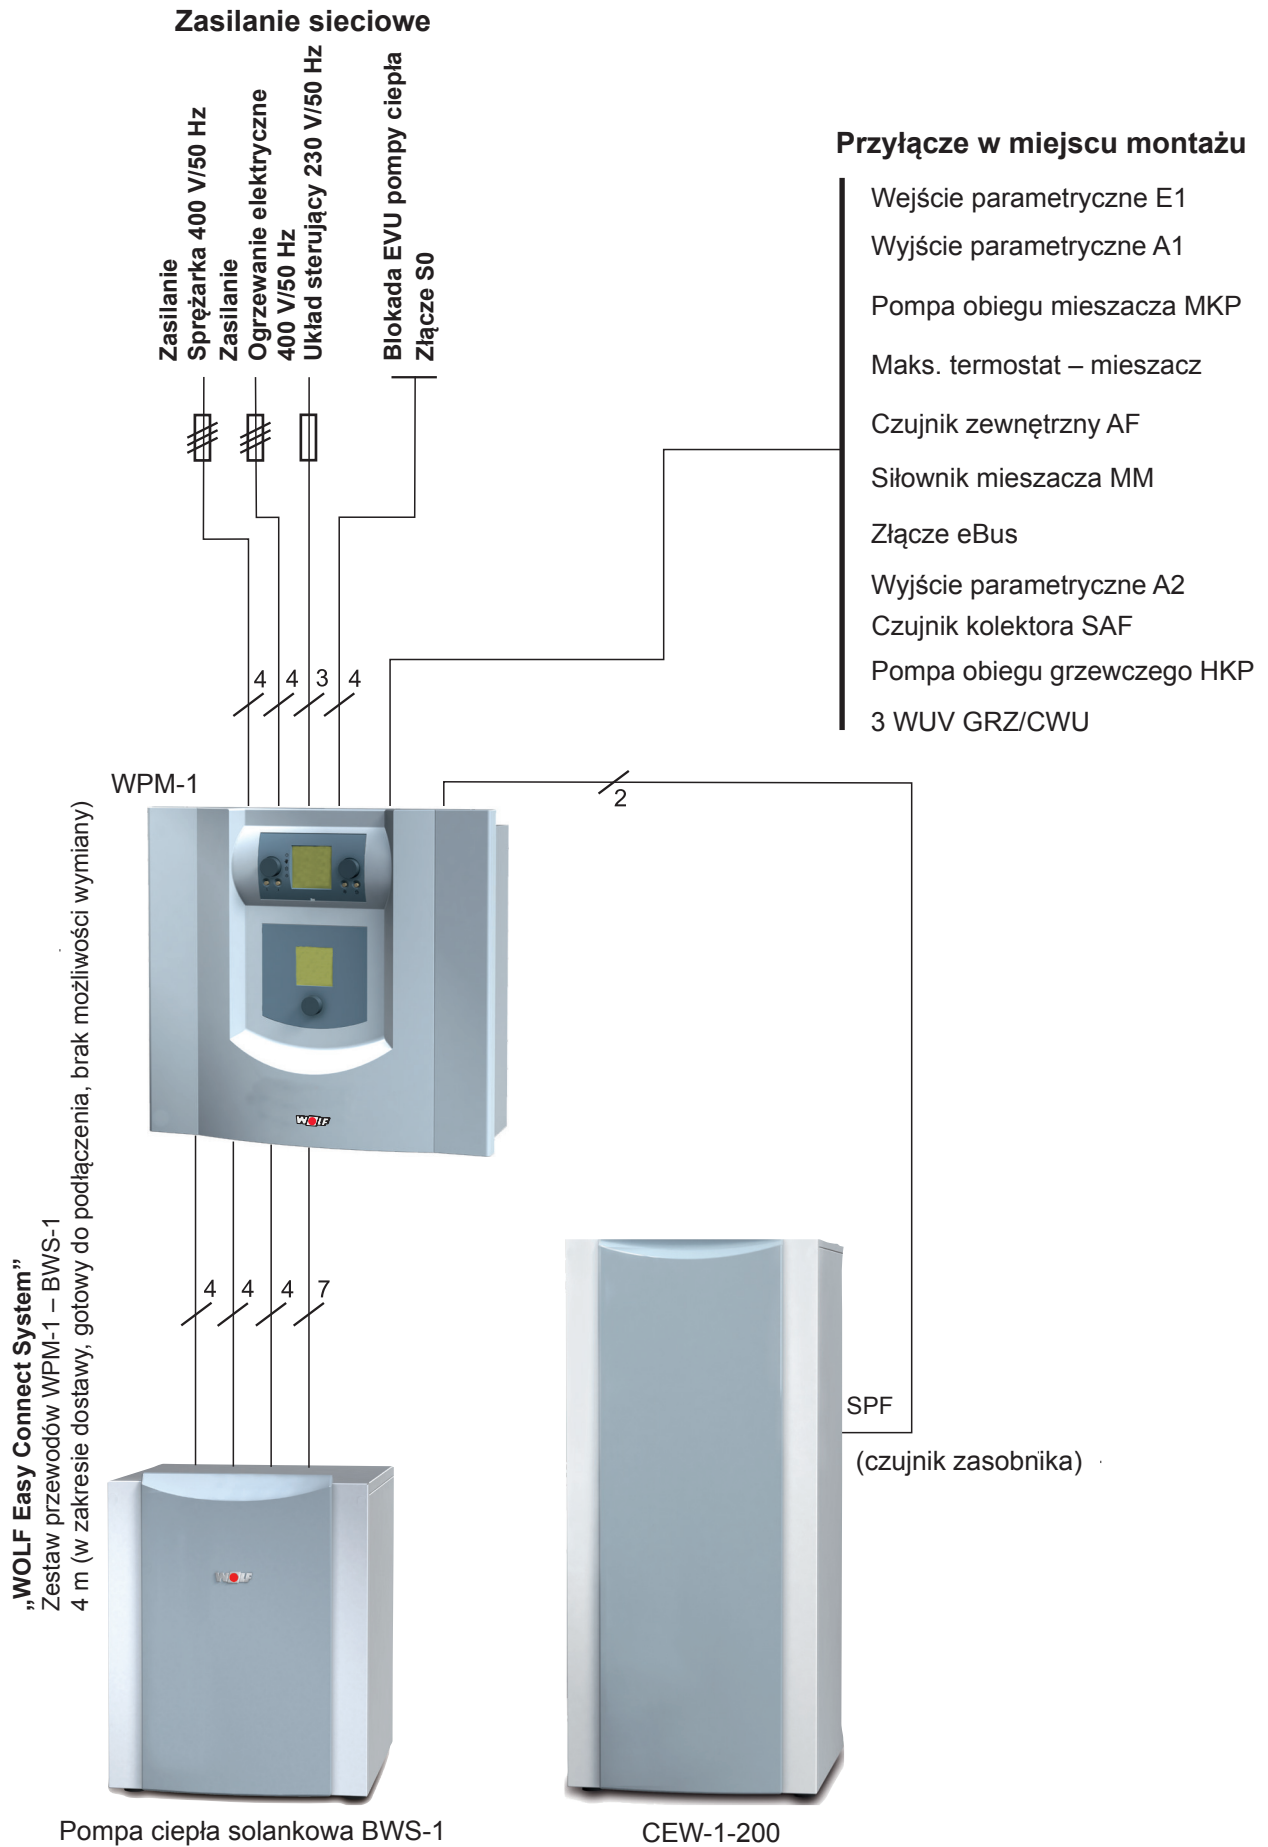 Zasilanie sieciowe
Zasilanie
Sprężarka 400 V/50 Hz
Zasilanie
Ogrzewanie elektryczne
400 V/50 Hz
Układ sterujący 230 V/50 Hz
Blokada EVU pompy ciepła
Złącze S0
Przyłącze w miejscu montażu
Wejście parametryczne E1
Wyjście parametryczne A1
Pompa obiegu mieszacza MKP
Maks. termostat – mieszacz
Czujnik zewnętrzny AF
Siłownik mieszacza MM
Złącze eBus
Wyjście parametryczne A2
Czujnik kolektora SAF
Pompa obiegu grzewczego HKP
3 WUV GRZ/CWU
4 4 3 4
WPM-1
2
WOLF
„WOLF Easy Connect System”
Zestaw przewodów WPM-1 – BWS-1
4 m (w zakresie dostawy, gotowy do podłączenia, brak możliwości wymiany)
4 4 4 7
SPF
(czujnik zasobnika)
WOLF
Pompa ciepła solankowa BWS-1
CEW-1-200